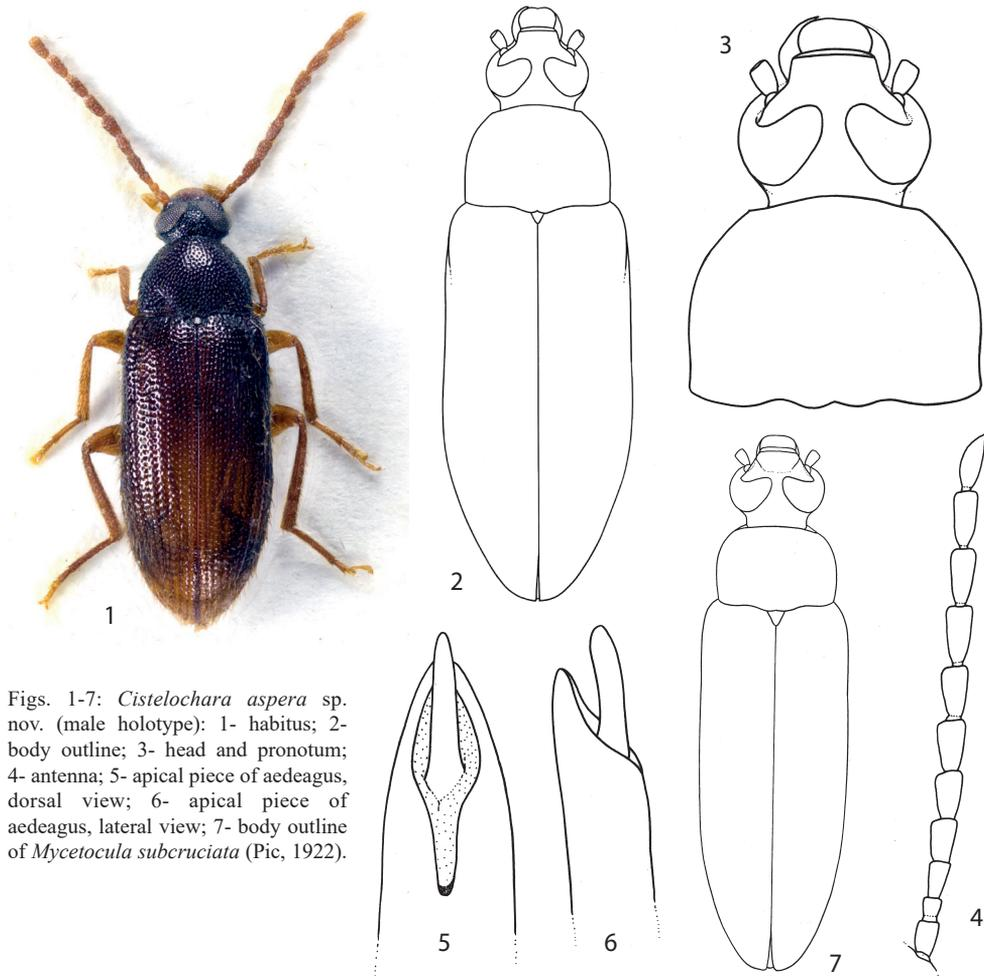 3
2
1
Figs. 1-7: Cistelochara aspera sp.
nov. (male holotype): 1- habitus; 2-
body outline; 3- head and pronotum;
4- antenna; 5- apical piece of aedeagus,
dorsal view; 6- apical piece of
aedeagus, lateral view; 7- body outline
of Mycetocula subcruciata (Pic, 1922).
5
6
7
4